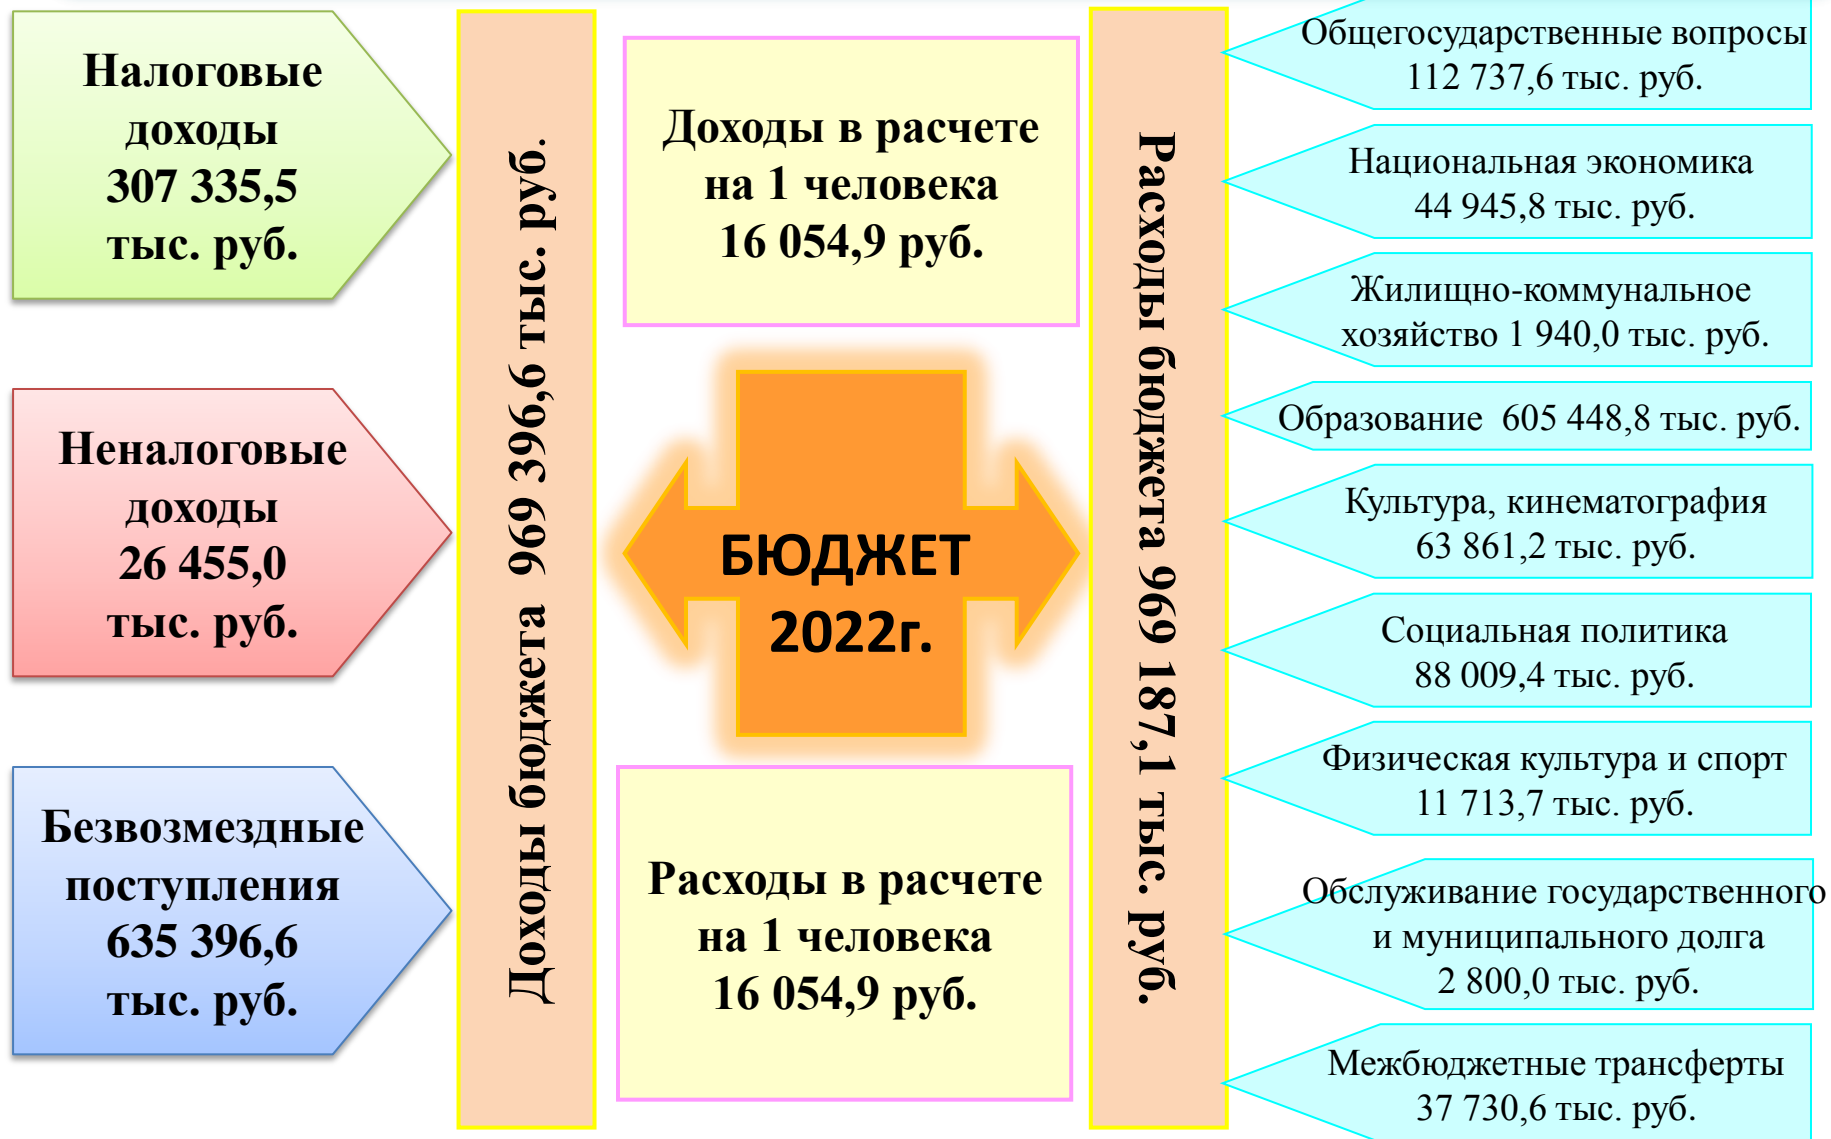 Налоговые
доходы
307 335,5
тыс. руб.
Неналоговые
доходы
26 455,0
тыс. руб.
Безвозмездные
поступления
635 396,6
тыс. руб.
Доходы бюджета  969 396,6 тыс. руб.
Доходы в расчете
на 1 человека
16 054,9 руб.
БЮДЖЕТ
2022г.
Расходы в расчете
на 1 человека
16 054,9 руб.
Расходы бюджета 969 187,1 тыс. руб.
Общегосударственные вопросы
112 737,6 тыс. руб.
Национальная экономика
44 945,8 тыс. руб.
Жилищно-коммунальное
хозяйство 1 940,0 тыс. руб.
Образование  605 448,8 тыс. руб.
Культура, кинематография
63 861,2 тыс. руб.
Социальная политика
88 009,4 тыс. руб.
Физическая культура и спорт
11 713,7 тыс. руб.
Обслуживание государственного
и муниципального долга
2 800,0 тыс. руб.
Межбюджетные трансферты
37 730,6 тыс. руб.